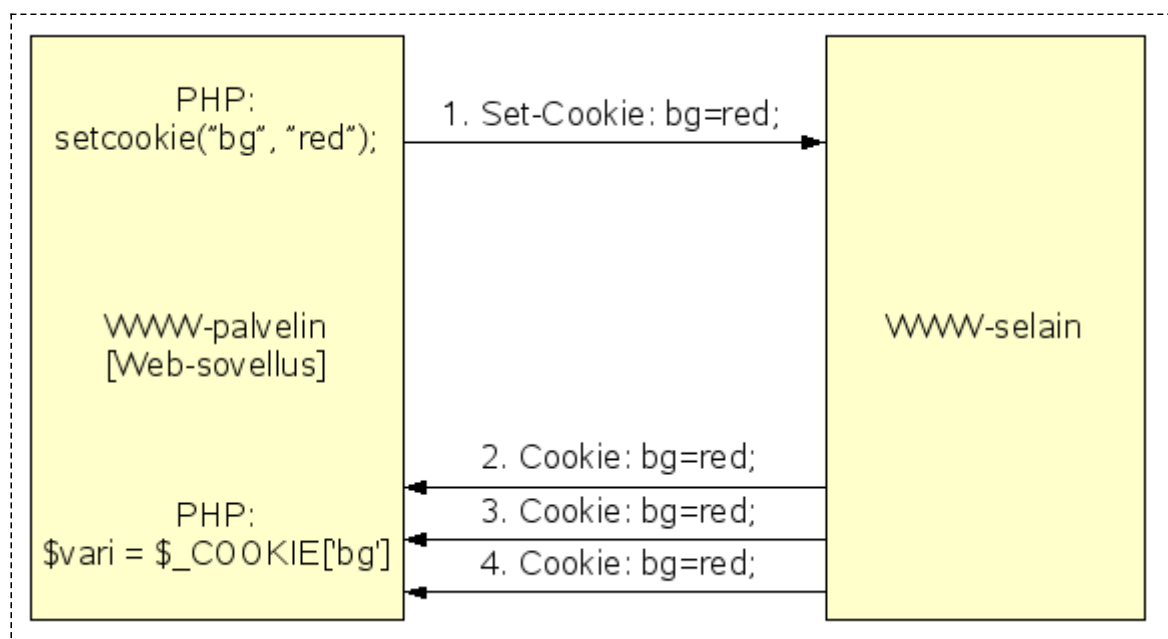 PHP:
setcookie("bg", "red");
1. Set-Cookie: bg=red;
WWW-palvelin
[Web-sovellus]
WWW-selain
2. Cookie: bg=red;
3. Cookie: bg=red;
4. Cookie: bg=red;
PHP:
$vari = $_COOKIE['bg']